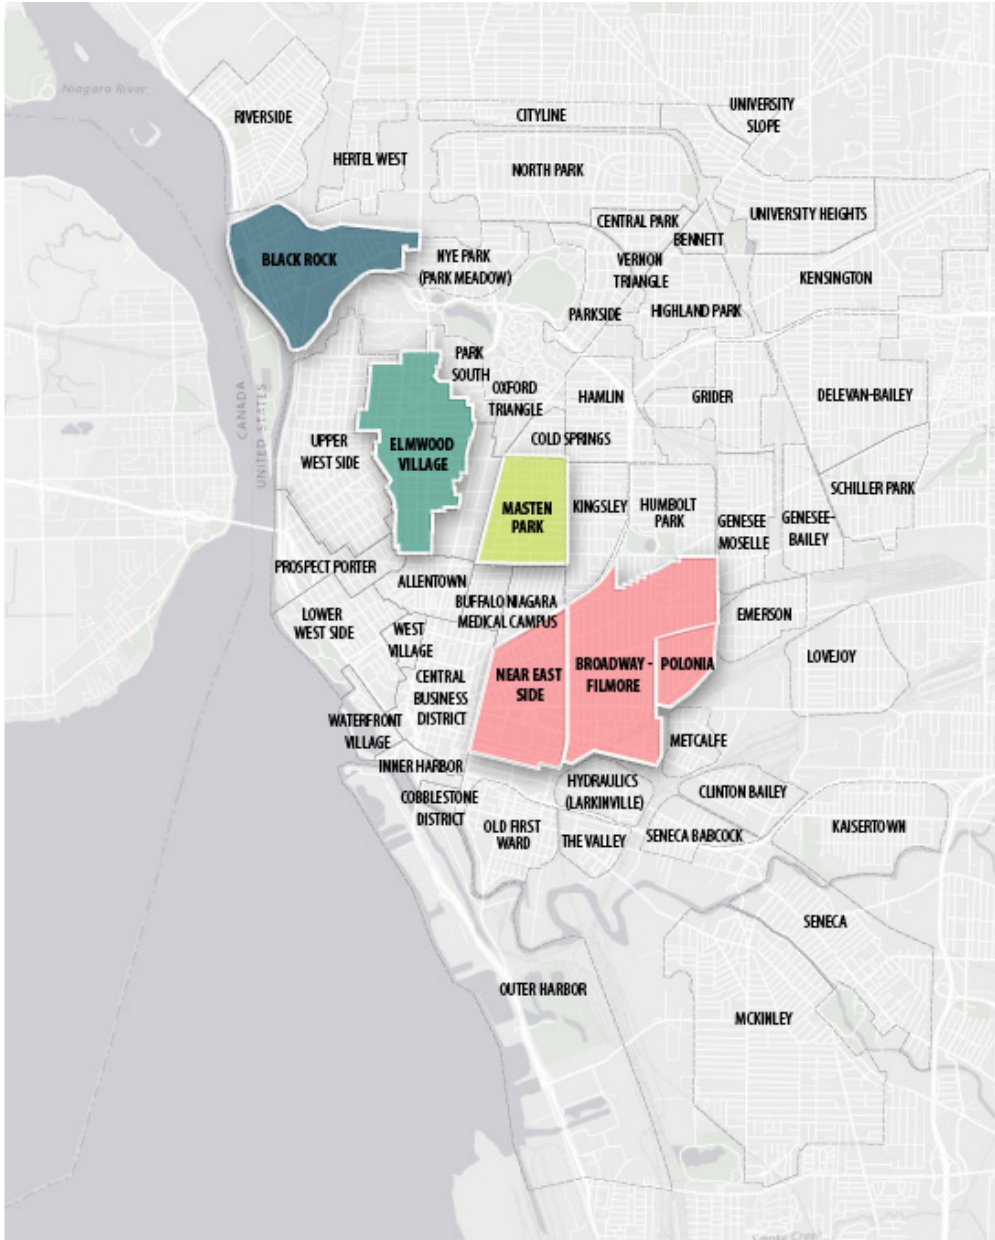 Niagara River
RIVERSIDE
CITYLINE
UNIVERSITY
SLOPE
HERTEL WEST
NORTH PARK
CENTRAL PARK
UNIVERSITY HEIGHTS
BENNETT
BLACK ROCK
NYE PARK
(PARK MEADOW)
VERNON
TRIANGLE
KENSINGTON
PARKSIDE
HIGHLAND PARK
PARK
SOUTH
OXFORD
TRIANGLE
HAMLIN
GRIDER
DELEVAN-BAILEY
CANADA
UNITED STATES
UPPER
WEST SIDE
ELMWOOD
VILLAGE
COLD SPRINGS
SCHILLER PARK
MASTEN
PARK
KINGSLEY
HUMBOLT
PARK
GENESEE
MOSELLE
GENESEE-
BAILEY
PROSPECT PORTER
ALLENTOWN
BUFFALO NIAGARA
MEDICAL CAMPUS
LOWER
WEST SIDE
WEST
VILLAGE
EMERSON
LOVEJOY
NEAR EAST
SIDE
BROADWAY -
FILMORE
POLONIA
CENTRAL
BUSINESS
DISTRICT
WATERFRONT
VILLAGE
METCALFE
INNER HARBOR
COBBLESTONE
DISTRICT
HYDRAULICS
(LARKINVILLE)
CLINTON BAILEY
OLD FIRST
WARD
THE VALLEY
SENECA BABCOCK
KAISERTOWN
SENECA
OUTER HARBOR
MCKINLEY